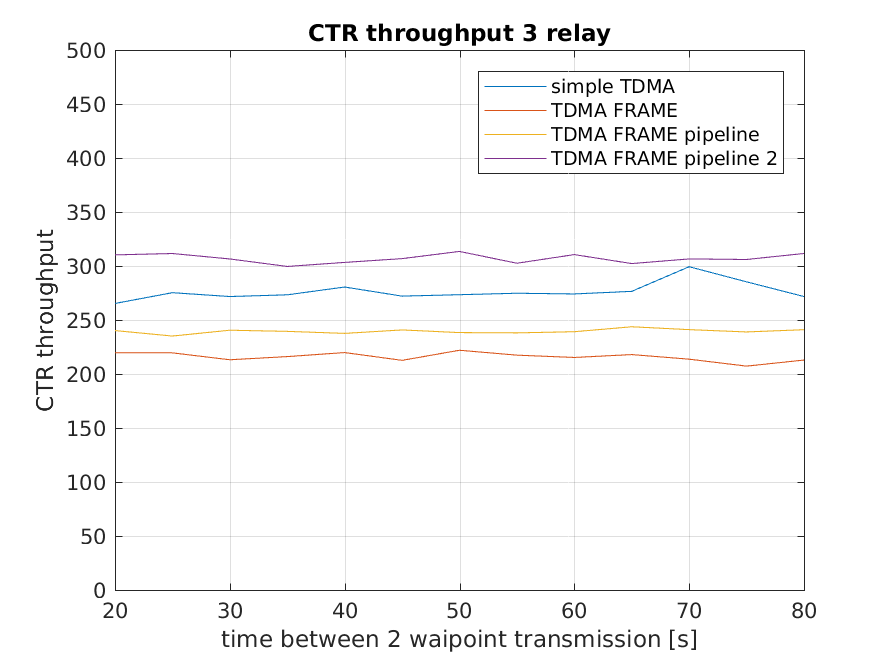 CTR throughput 3 relay
500
450
400
350
300
250
200
150
100
50
0
CTR throughput
simple TDMA
TDMA FRAME
TDMA FRAME pipeline
TDMA FRAME pipeline 2
20 30 40 50 60 70 80
time between 2 waipoint transmission [s]